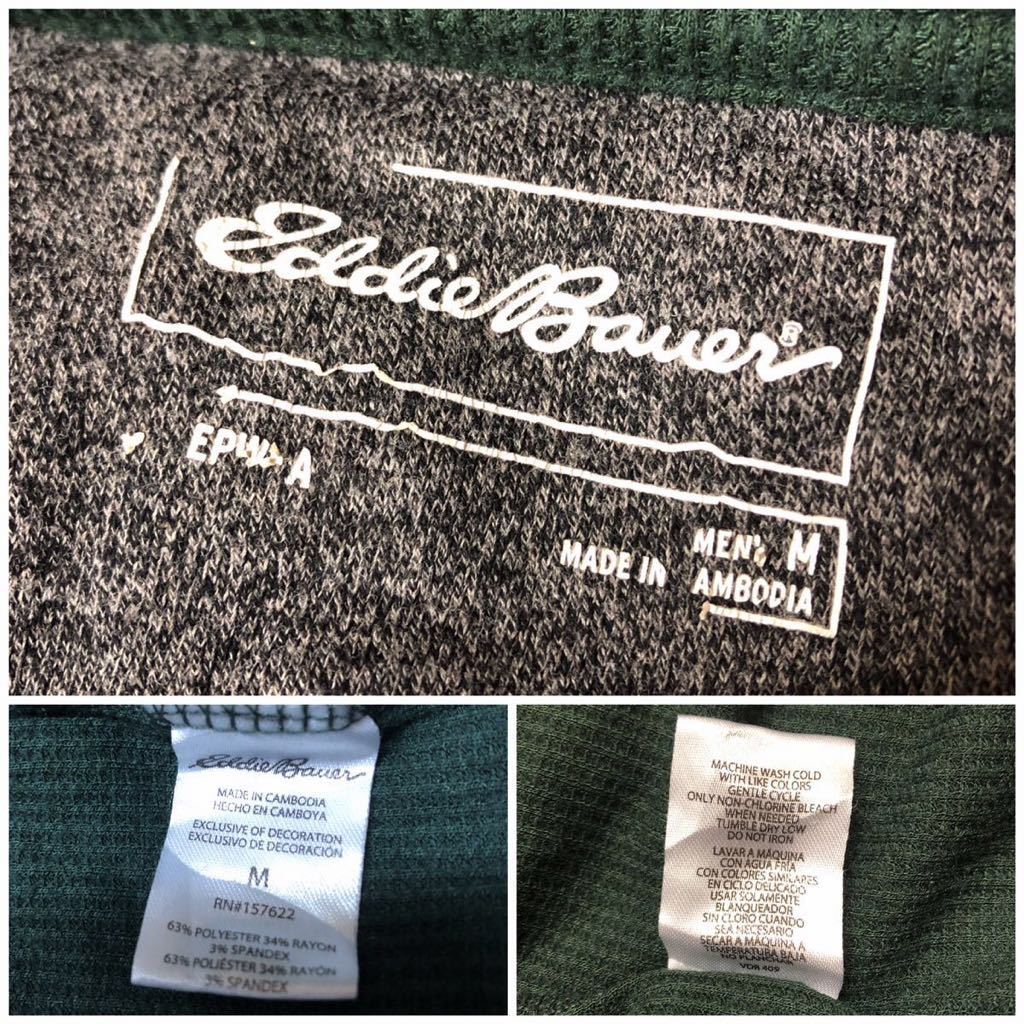 Eddie Bauer®
A
MEN'S M
MADE IN AMBODIA
Eddie Bauer
MADE IN CAMBODIA
HECHO EN CAMBOYA
EXCLUSIVE OF DECORATION
EXCLUSIVO DE DECORACIÓN
M
RN#157622
63% POLYESTER 34% RAYON
3% SPANDEX
63% POLIÉSTER 34% RAYÓN
3% SPANDEX
MACHINE WASH COLD
WITH LIKE COLORS
GENTLE CYCLE
ONLY NON-CHLORINE BLEACH
WHEN NEEDED
TUMBLE DRY LOW
DO NOT IRON
LAVAR A MÁQUINA
CON AGUA FRÍA
CON COLORES SIMILARES
EN CICLO DELICADO
USAR SOLAMENTE
BLANQUEADOR
SIN CLORO CUANDO
SEA NECESARIO
SECAR A MÁQUINA A
TEMPERATURA BAJA
NO PLANCHAR
VDR 409